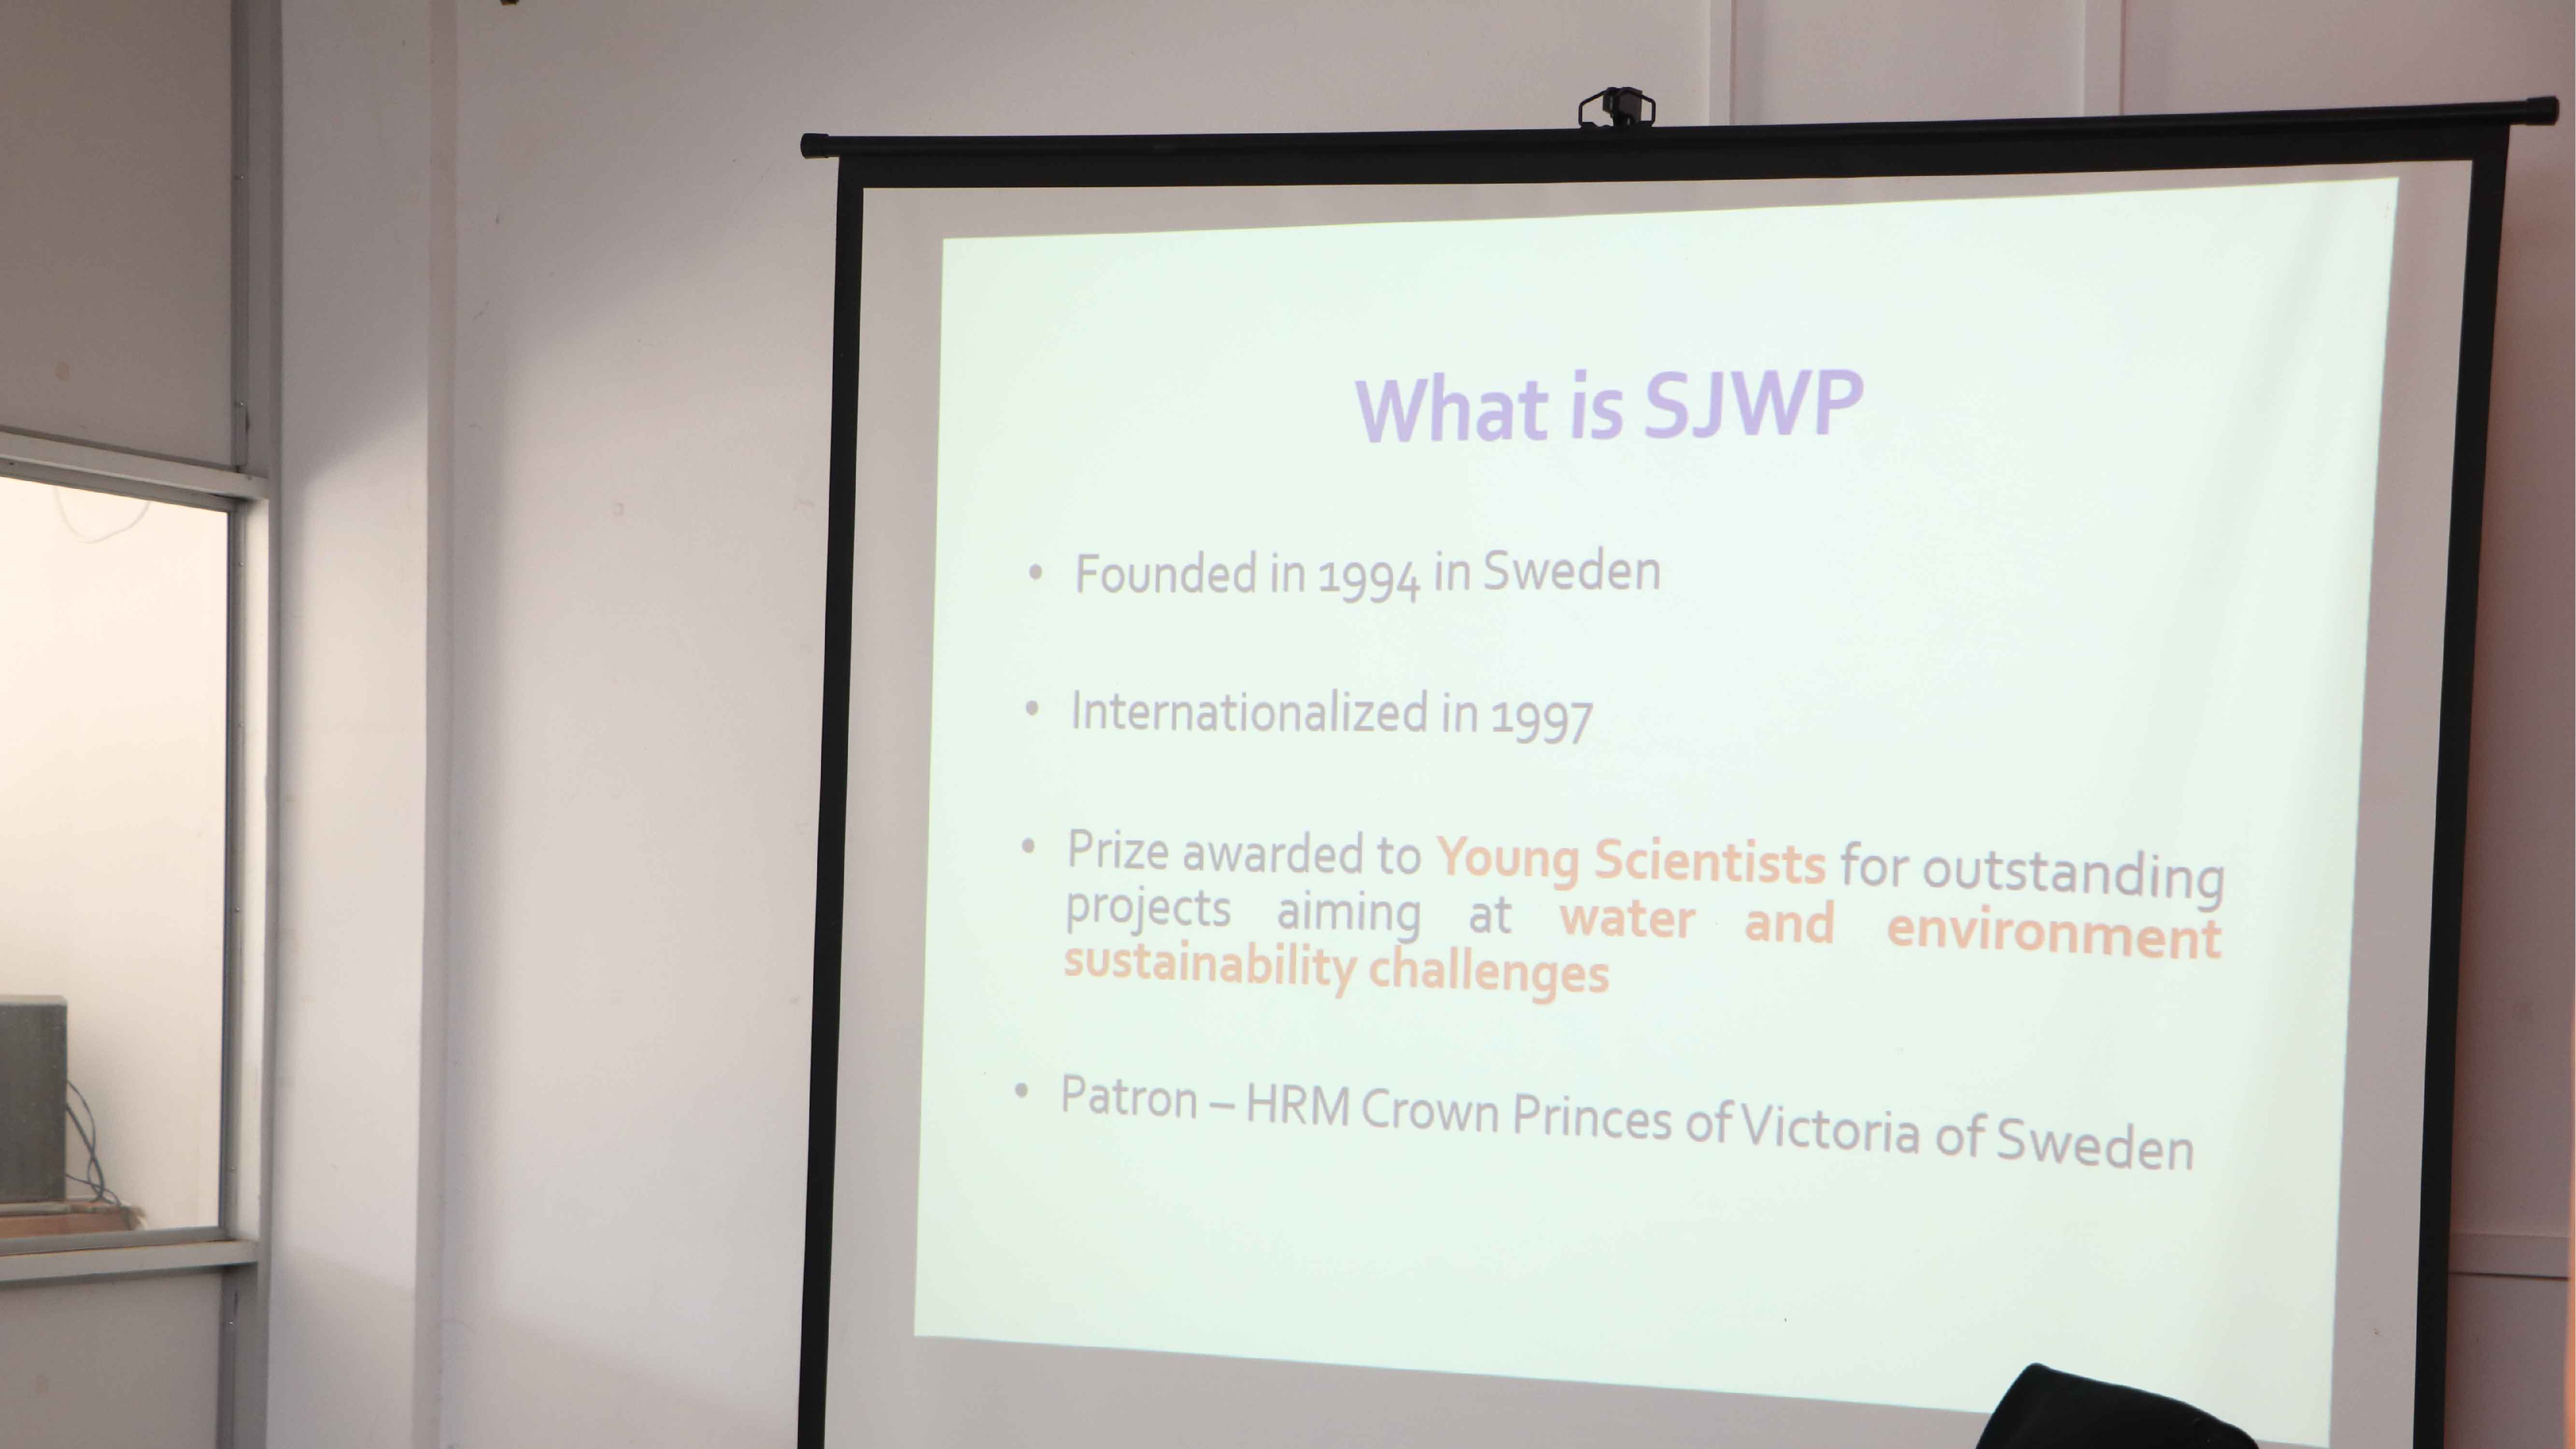 What is SJWP
• Founded in 1994 in Sweden
• Internationalized in 1997
• Prize awarded to Young Scientists for outstanding
projects aiming at water and environment
sustainability challenges
• Patron – HRM Crown Princes of Victoria of Sweden